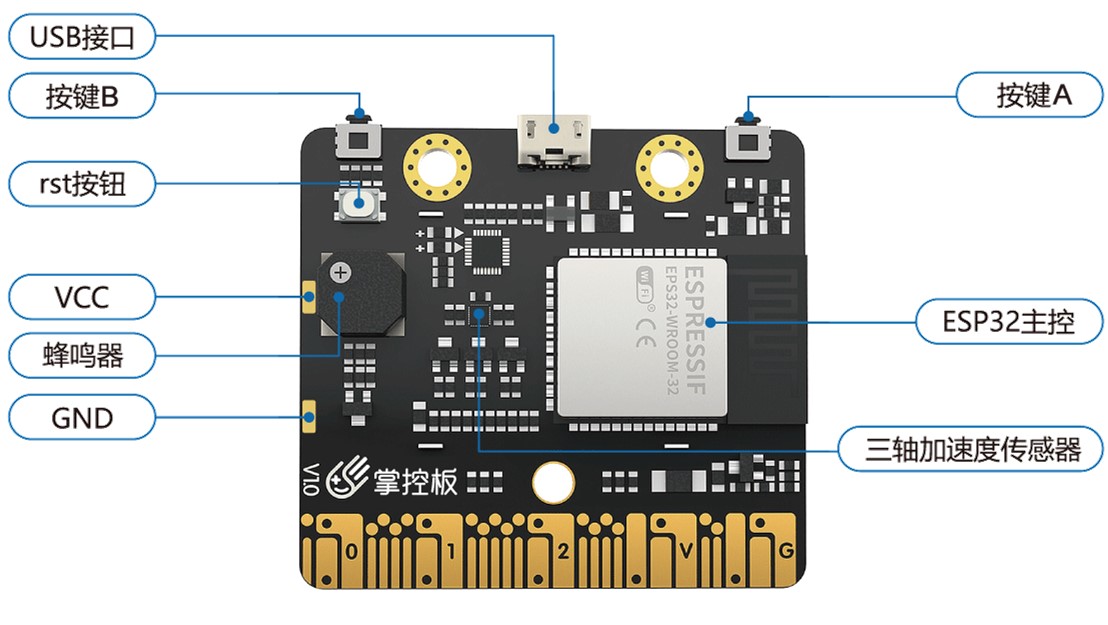 USB接口
按键B
按键A
rst按钮
VCC
蜂鸣器
GND
ESP32主控
三轴加速度传感器
WiFi
CE
ESPRESSIF
EPS32-WROOM-32
V1.0
掌控板
0
1
2
V
G